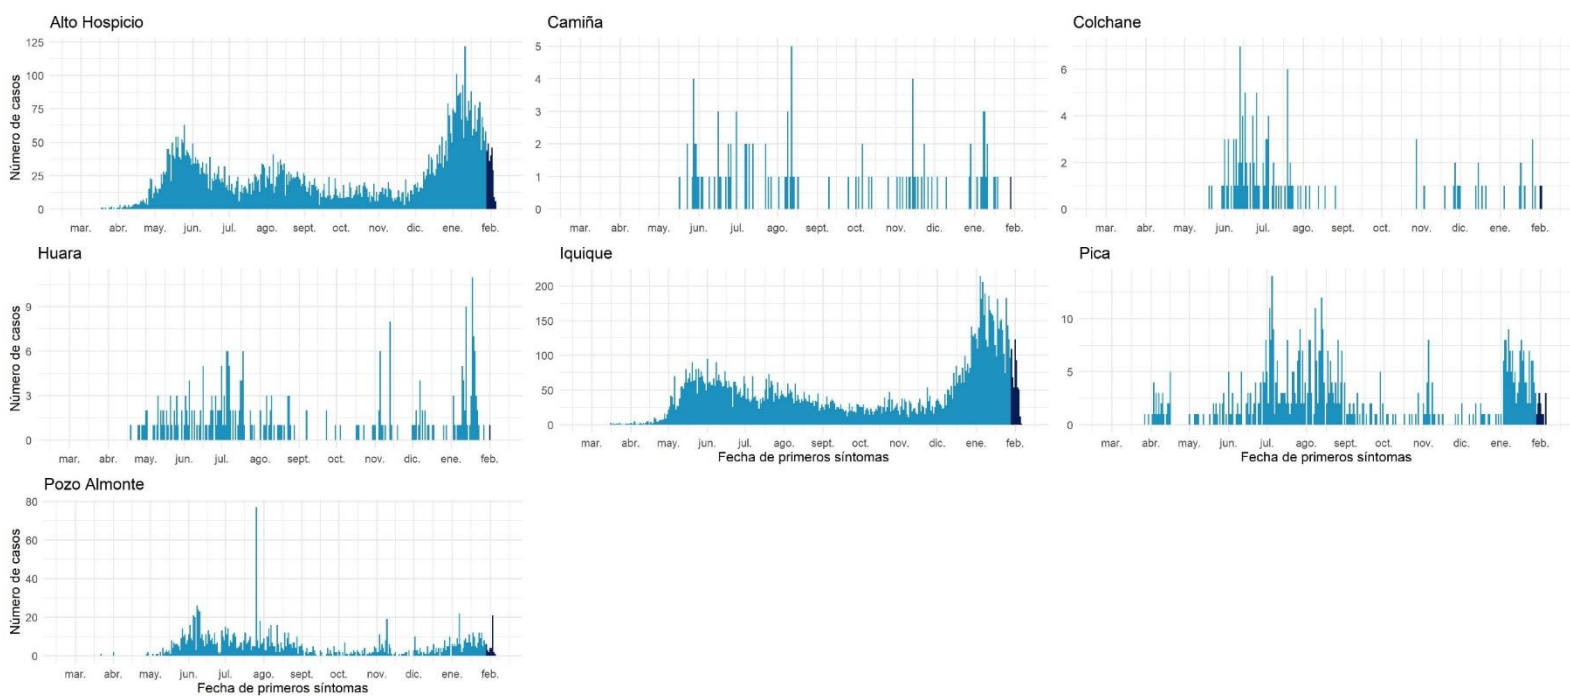 Alto Hospicio
Número de casos
125
100
75
50
25
0
mar. abr. may. jun. jul. ago. sept. oct. nov. dic. ene. feb.
Camiña
5
4
3
2
1
0
mar. abr. may. jun. jul. ago. sept. oct. nov. dic. ene. feb.
Colchane
6
4
2
0
mar. abr. may. jun. jul. ago. sept. oct. nov. dic. ene. feb.
Huara
Número de casos
9
6
3
0
mar. abr. may. jun. jul. ago. sept. oct. nov. dic. ene. feb.
Iquique
200
150
100
50
0
mar. abr. may. jun. jul. ago. sept. oct. nov. dic. ene. feb.
Fecha de primeros síntomas
Pica
10
5
0
mar. abr. may. jun. jul. ago. sept. oct. nov. dic. ene. feb.
Fecha de primeros síntomas
Pozo Almonte
Número de casos
80
60
40
20
0
mar. abr. may. jun. jul. ago. sept. oct. nov. dic. ene. feb.
Fecha de primeros síntomas